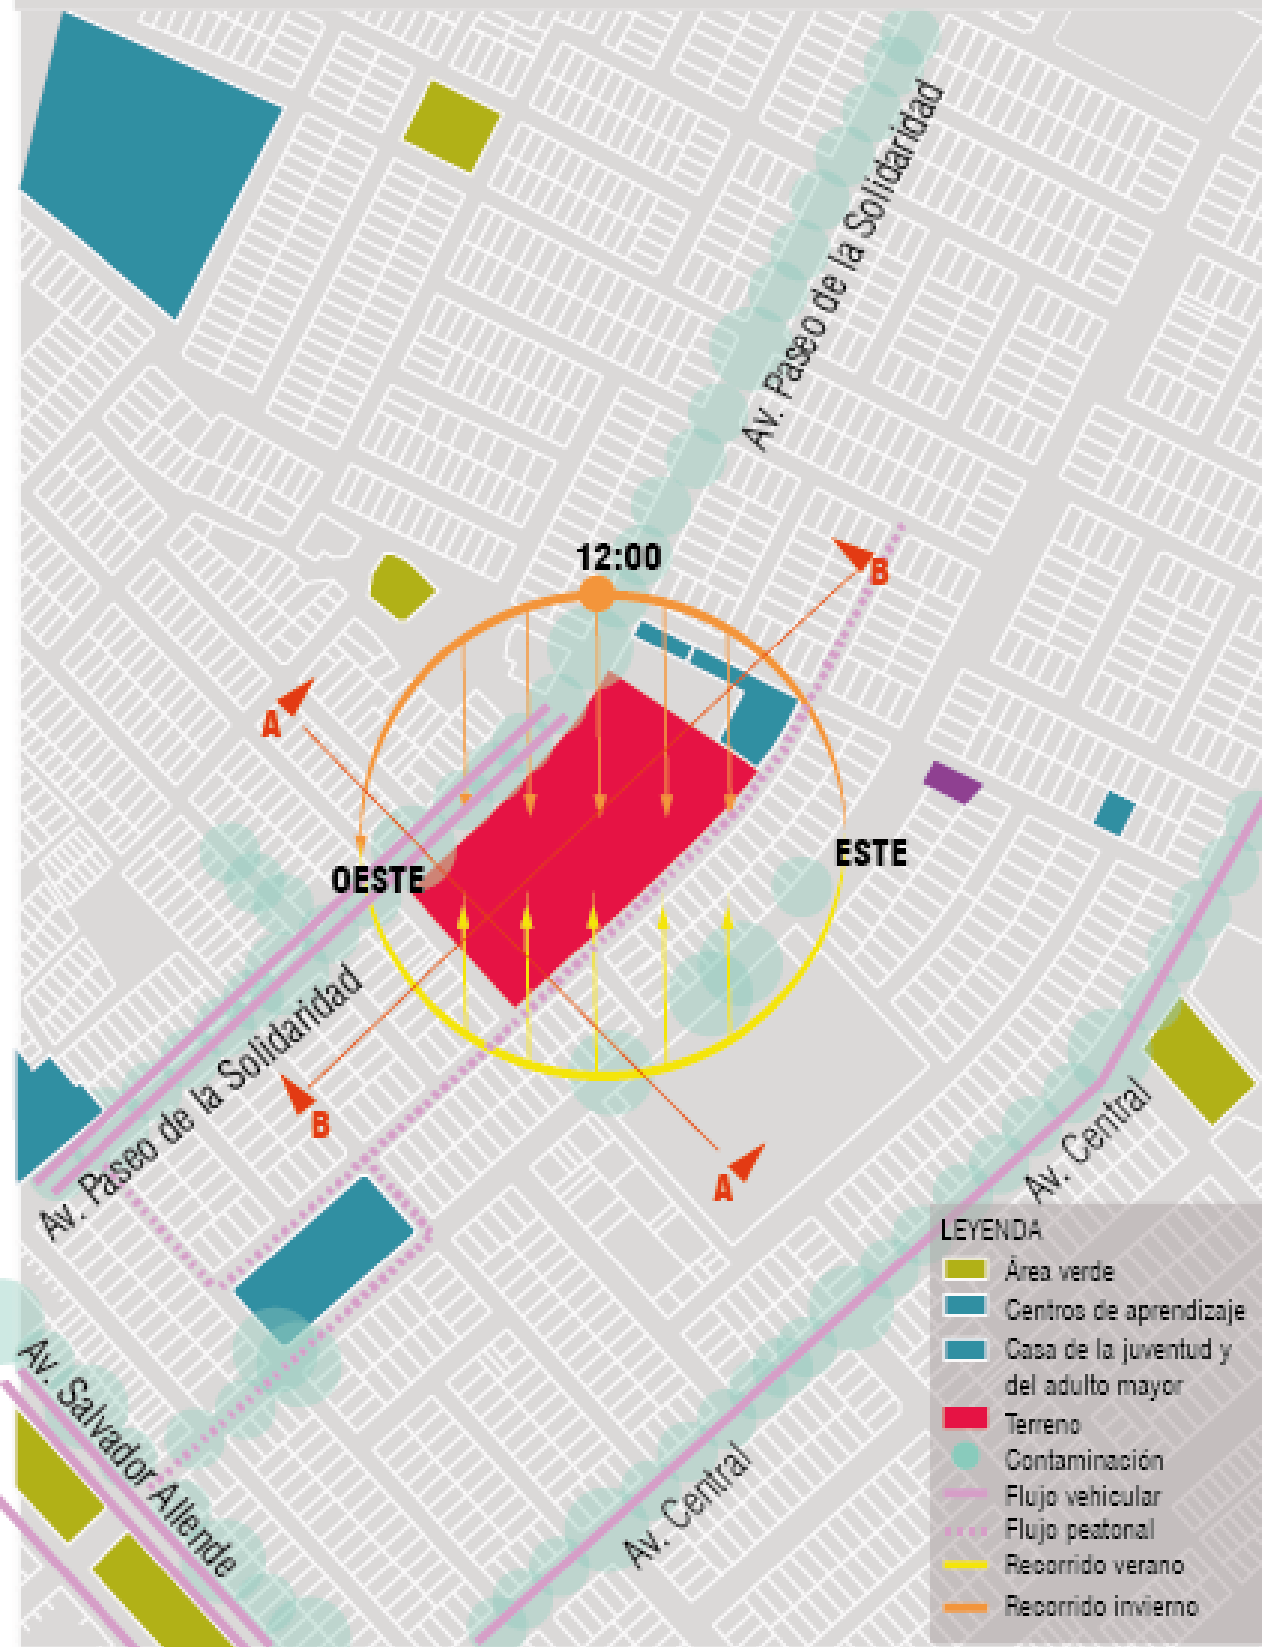 Av. Paseo de la Solidaridad
12:00
B
A
OESTE
ESTE
Av. Paseo de la Solidaridad
B
A
Av. Central
Av. Salvador Allende
Av. Central
LEYENDA
Área verde
Centros de aprendizaje
Casa de la juventud y
del adulto mayor
Terreno
Contaminación
Flujo vehicular
Flujo peatonal
Recorrido verano
Recorrido invierno